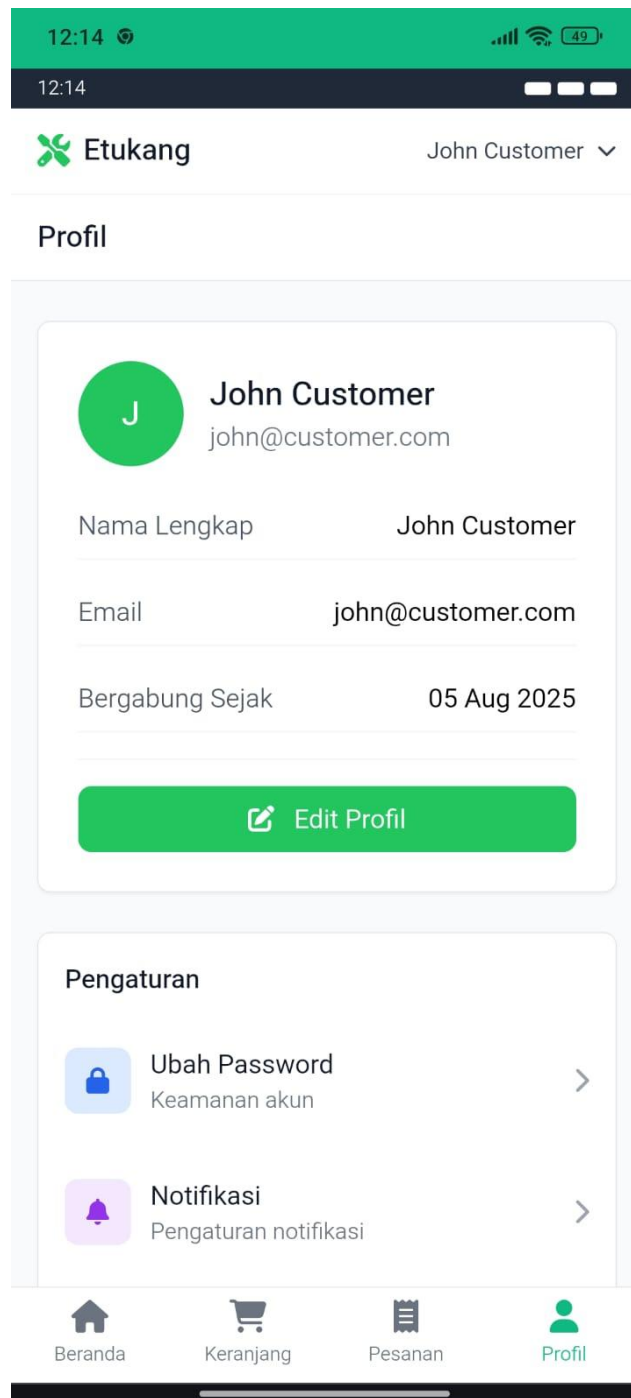 12:14
49
12:14
Etukang
John Customer
Profil
J
John Customer
john@customer.com
Nama Lengkap
John Customer
Email
john@customer.com
Bergabung Sejak
05 Aug 2025
Edit Profil
Pengaturan
Ubah Password
Keamanan akun
Notifikasi
Pengaturan notifikasi
Beranda
Keranjang
Pesanan
Profil